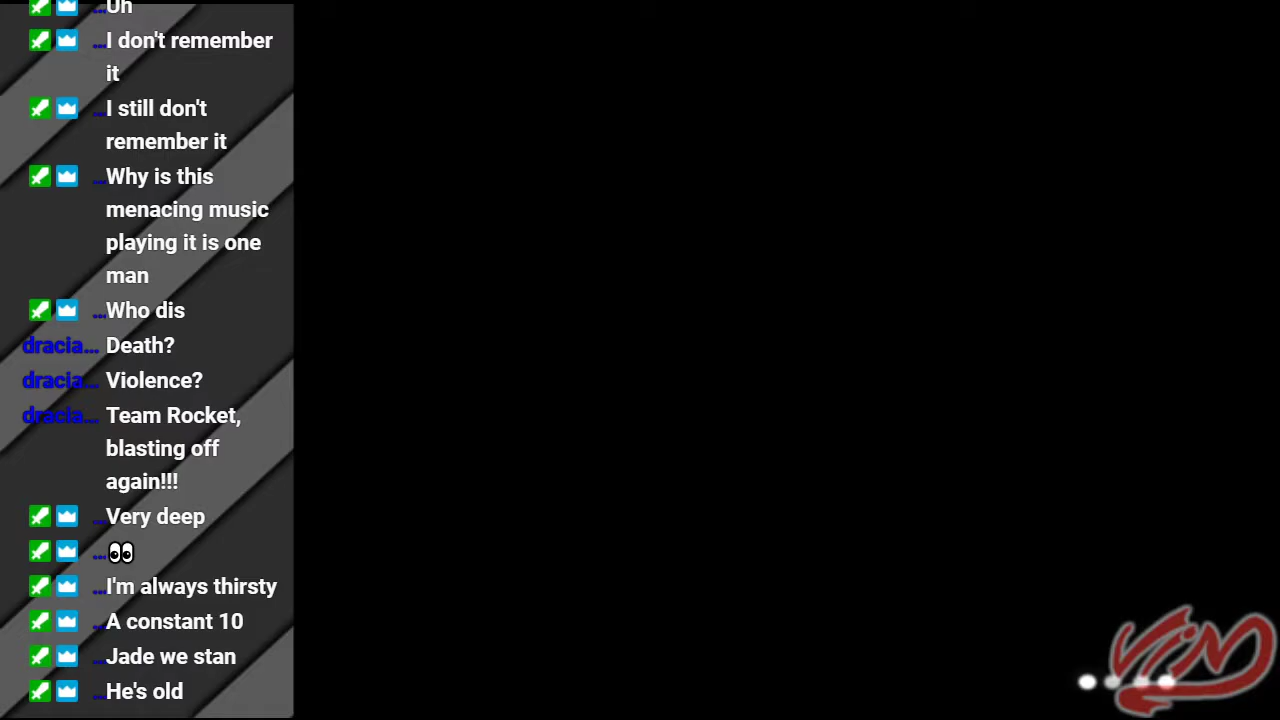 ...Uh
...I don't remember
it
...I still don't
remember it
...Why is this
menacing music
playing it is one
man
...Who dis
dracia... Death?
dracia... Violence?
dracia... Team Rocket,
blasting off
again!!!
...Very deep
...👀
...I'm always thirsty
...A constant 10
...Jade we stan
...He's old